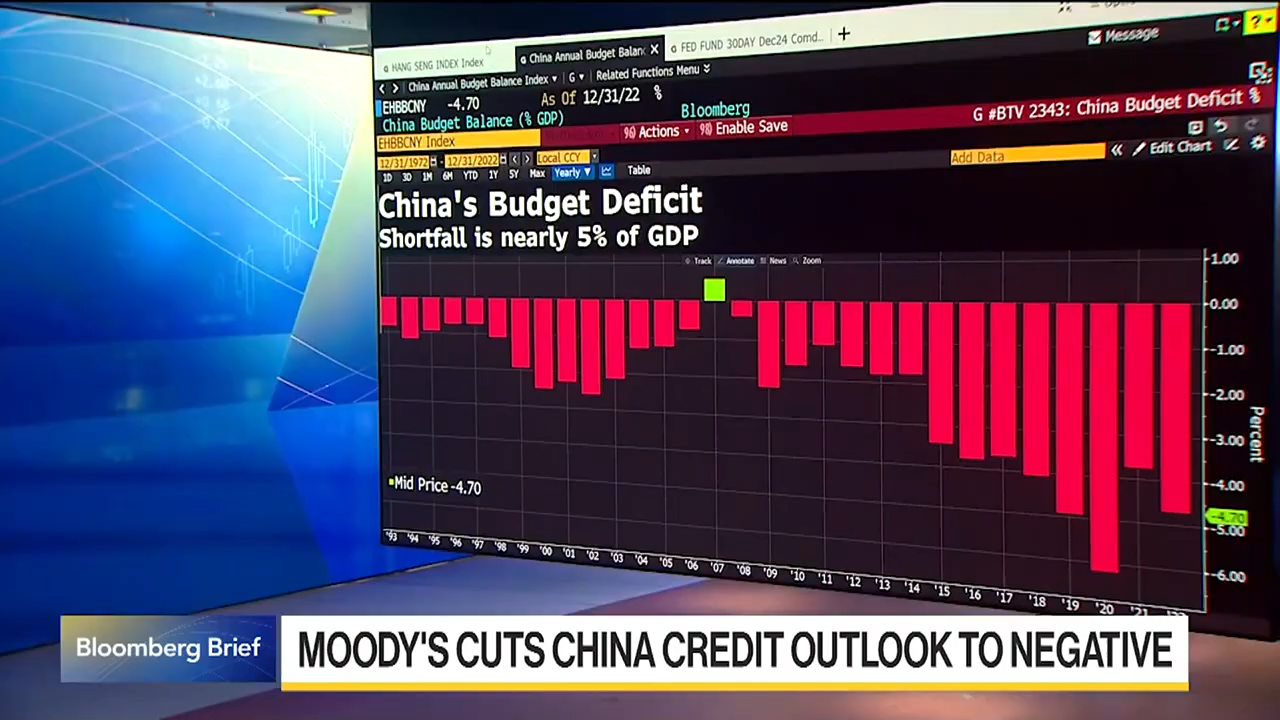 HANG SENG INDEX Index
China Annual Budget Balanc ×
FED FUND 30DAY Dec24 Comd... +
Message
< > China Annual Budget Balance Index ▾ G ▾ Related Functions Menu
EHBBCNY -4.70 As Of 12/31/22 %
China Budget Balance (% GDP) Bloomberg
G #BTV 2343: China Budget Deficit %
EHBBCNY Index 96) Actions ▾ 98) Enable Save
12/31/1972 - 12/31/2022 Local CCY
Add Data « Edit Chart
1D 3D 1M 6M YTD 1Y 5Y Max Yearly ▼ Table
China's Budget Deficit
Shortfall is nearly 5% of GDP
Track Annotate News Zoom
1.00
0.00
-1.00
-2.00
-3.00
-4.00
-4.70
-5.00
-6.00
Percent
Mid Price -4.70
'93 '94 '95 '96 '97 '98 '99 '00 '01 '02 '03 '04 '05 '06 '07 '08 '09 '10 '11 '12 '13 '14 '15 '16 '17 '18 '19 '20 '21
Bloomberg Brief
MOODY'S CUTS CHINA CREDIT OUTLOOK TO NEGATIVE